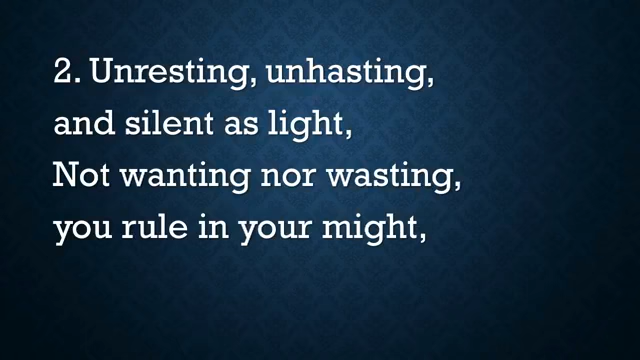 2. Unresting, unhasting,
and silent as light,
Not wanting nor wasting,
you rule in your might,